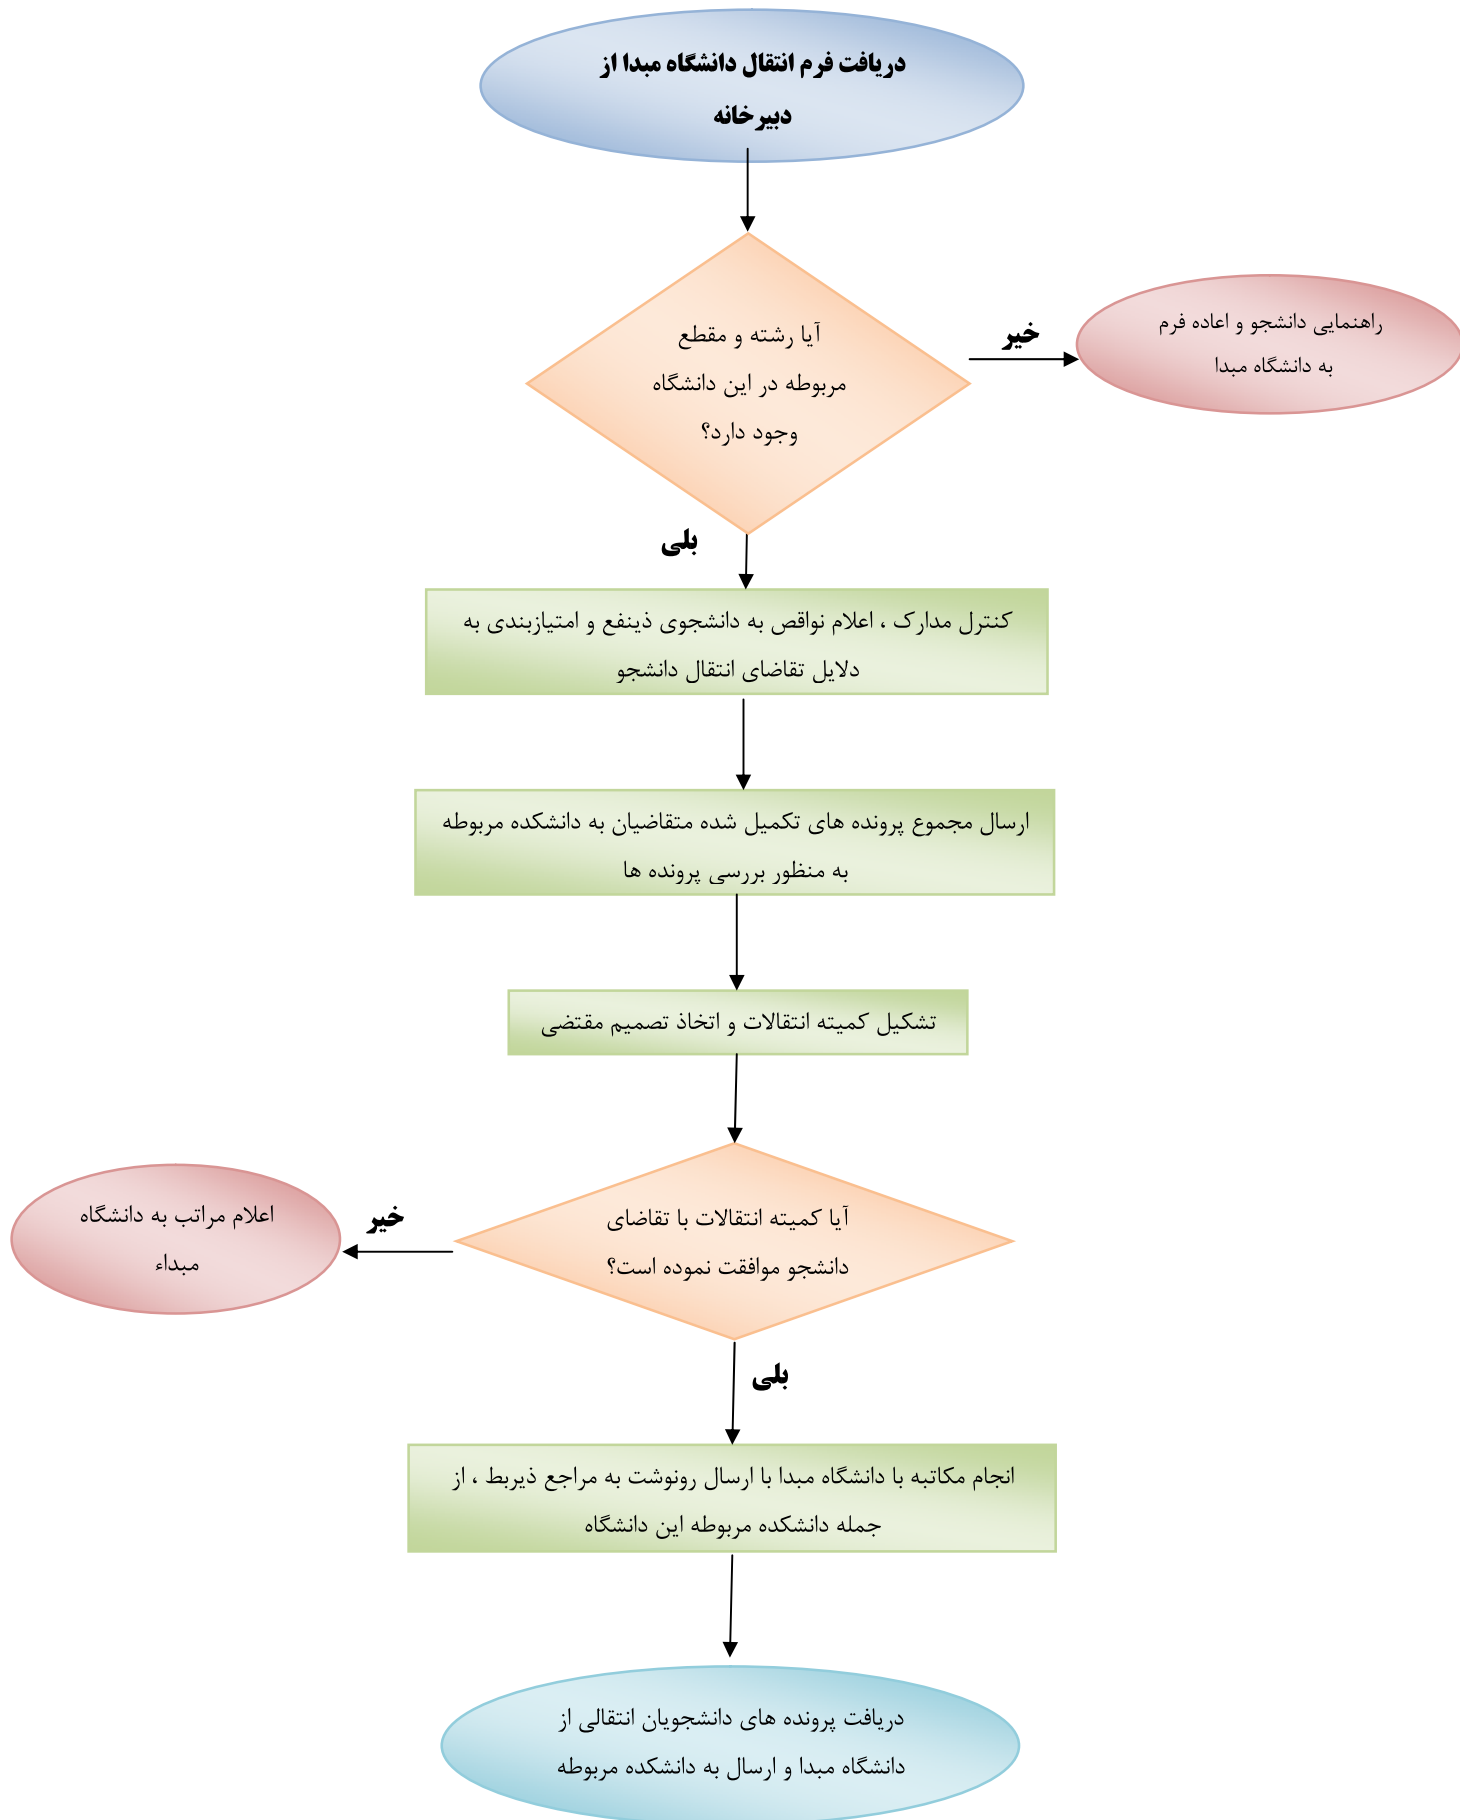 دریافت فرم انتقال دانشگاه مبدا از
دبیرخانه
آیا رشته و مقطع
مربوطه در این دانشگاه
وجود دارد؟
خیر
راهنمایی دانشجو و اعاده فرم
به دانشگاه مبدا
بلی
کنترل مدارک ، اعلام نواقص به دانشجوی ذینفع و امتیازبندی به
دلایل تقاضای انتقال دانشجو
ارسال مجموع پرونده های تکمیل شده متقاضیان به دانشکده مربوطه
به منظور بررسی پرونده ها
تشکیل کمیته انتقالات و اتخاذ تصمیم مقتضی
آیا کمیته انتقالات با تقاضای
دانشجو موافقت نموده است؟
خیر
اعلام مراتب به دانشگاه
مبداء
بلی
انجام مکاتبه با دانشگاه مبدا با ارسال رونوشت به مراجع ذیربط ، از
جمله دانشکده مربوطه این دانشگاه
دریافت پرونده های دانشجویان انتقالی از
دانشگاه مبدا و ارسال به دانشکده مربوطه